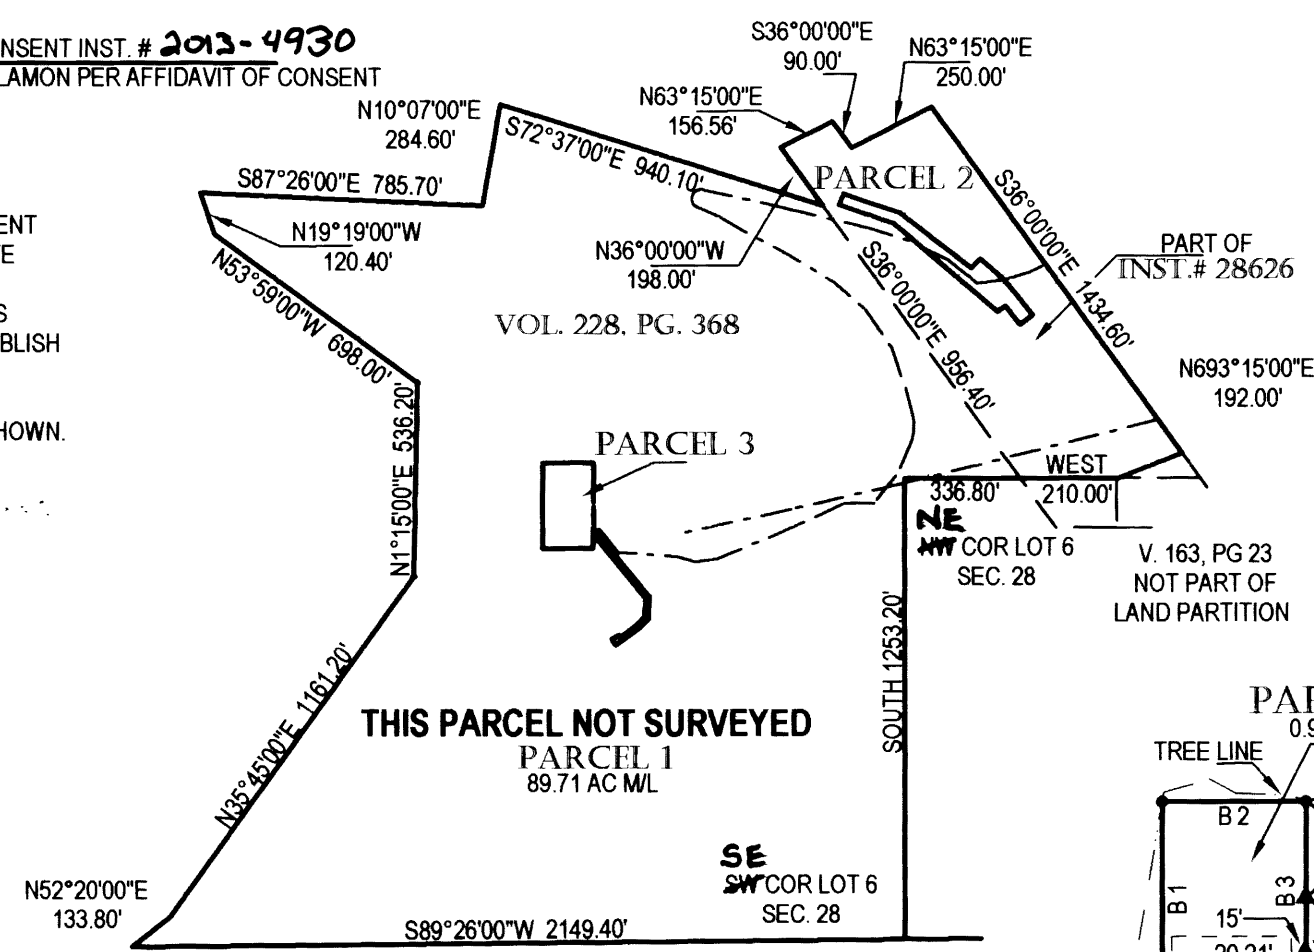 NSENT INST. # 2013-4930
LAMON PER AFFIDAVIT OF CONSENT
S36°00'00"E
90.00'
N63°15'00"E
250.00'
N63°15'00"E
156.56'
N10°07'00"E
284.60'
S72°37'00"E 940.10'
S87°26'00"E 785.70'
PARCEL 2
ENT
E
N19°19'00"W
120.40'
N36°00'00"W
198.00'
S36°00'00"E 1434.60'
PART OF
INST.# 28626
S
BLISH
N53°59'00"W 698.00'
VOL. 228, PG. 368
S36°00'00"E 956.40'
N693°15'00"E
192.00'
HOWN.
N1°15'00"E 536.20'
PARCEL 3
WEST
336.80' 210.00'
NE
NW COR LOT 6
SEC. 28
V. 163, PG 23
NOT PART OF
LAND PARTITION
SOUTH 1253.20'
N35°45'00"E 1161.20'
THIS PARCEL NOT SURVEYED
PARCEL 1
89.71 AC M/L
PAR
0.9
TREE LINE
B 2
B 1
B 3
15'
20.21'
SE
SW COR LOT 6
SEC. 28
N52°20'00"E
133.80'
S89°26'00"W 2149.40'